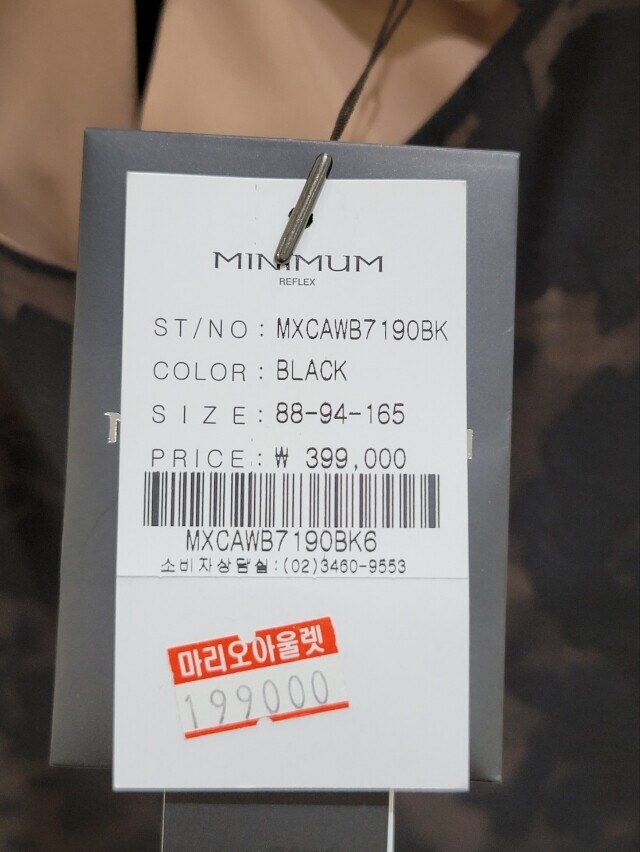 MINIMUM
REFLEX
ST/NO : MXCAWB7190BK
COLOR : BLACK
SIZE : 88-94-165
PRICE : ₩ 399,000
MXCAWB7190BK6
소비자상담실:(02)3460-9553
마리오아울렛
199000